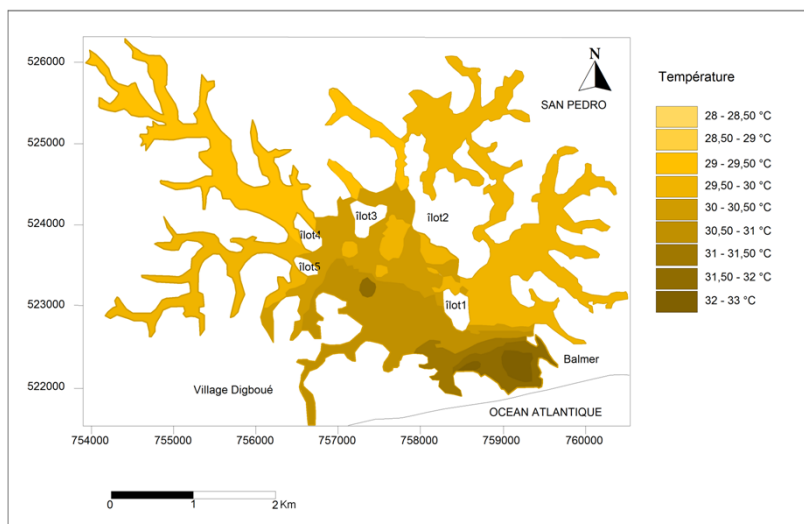 526000
525000
524000
523000
522000
754000
755000
756000
757000
758000
759000
760000
N
SAN PEDRO
îlot3
îlot2
îlot4
îlot5
îlot1
Balmer
Village Digboué
OCEAN ATLANTIQUE
0
1
2 Km
Température
28 - 28,50 °C
28,50 - 29 °C
29 - 29,50 °C
29,50 - 30 °C
30 - 30,50 °C
30,50 - 31 °C
31 - 31,50 °C
31,50 - 32 °C
32 - 33 °C